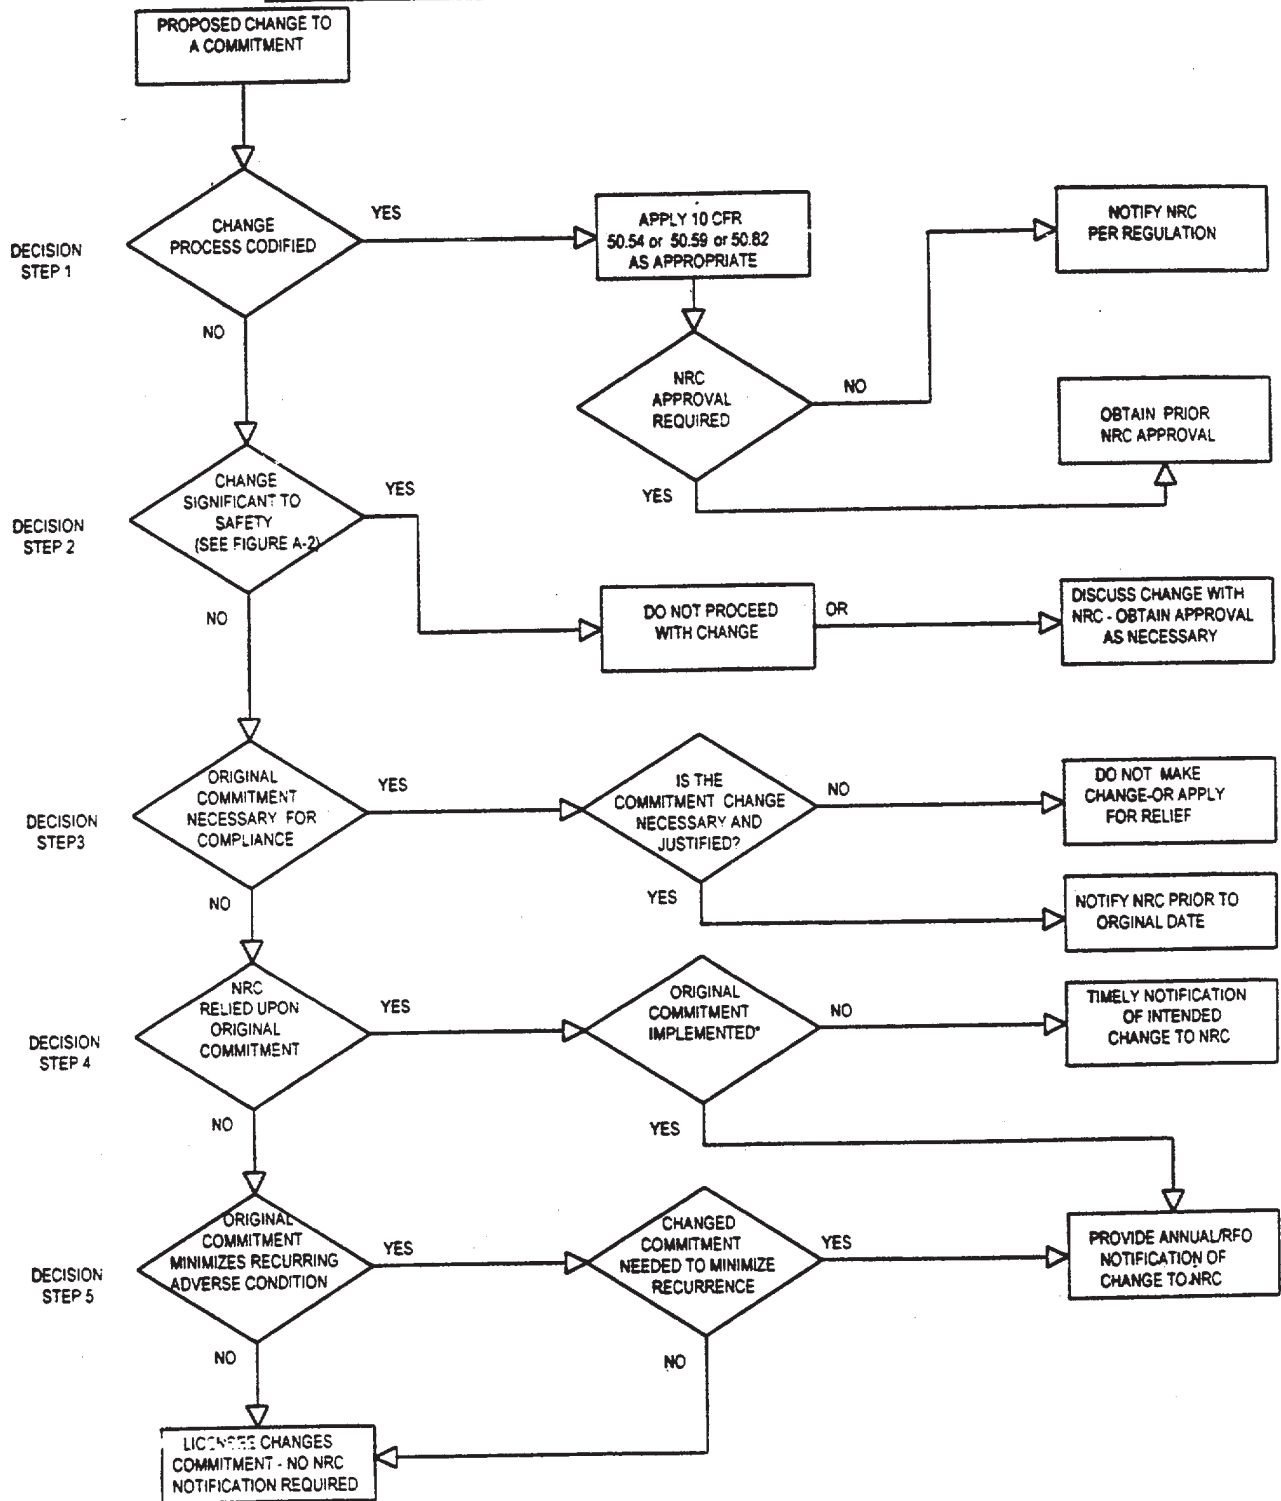 PROPOSED CHANGE TO
A COMMITMENT
DECISION
STEP 1
CHANGE
PROCESS CODIFIED
YES
NO
APPLY 10 CFR
50.54 or 50.59 or 50.82
AS APPROPRIATE
NRC
APPROVAL
REQUIRED
NO
YES
NOTIFY NRC
PER REGULATION
OBTAIN PRIOR
NRC APPROVAL
DECISION
STEP 2
CHANGE
SIGNIFICANT TO
SAFETY
(SEE FIGURE A-2)
YES
NO
DO NOT PROCEED
WITH CHANGE
OR
DISCUSS CHANGE WITH
NRC - OBTAIN APPROVAL
AS NECESSARY
DECISION
STEP3
ORIGINAL
COMMITMENT
NECESSARY FOR
COMPLIANCE
YES
NO
IS THE
COMMITMENT CHANGE
NECESSARY AND
JUSTIFIED?
NO
YES
DO NOT MAKE
CHANGE-OR APPLY
FOR RELIEF
NOTIFY NRC PRIOR TO
ORGINAL DATE
DECISION
STEP 4
NRC
RELIED UPON
ORIGINAL
COMMITMENT
YES
NO
ORIGINAL
COMMITMENT
IMPLEMENTED*
NO
YES
TIMELY NOTIFICATION
OF INTENDED
CHANGE TO NRC
DECISION
STEP 5
ORIGINAL
COMMITMENT
MINIMIZES RECURRING
ADVERSE CONDITION
YES
NO
CHANGED
COMMITMENT
NEEDED TO MINIMIZE
RECURRENCE
YES
NO
PROVIDE ANNUAL/RFO
NOTIFICATION OF
CHANGE TO NRC
LICENSEE CHANGES
COMMITMENT - NO NRC
NOTIFICATION REQUIRED